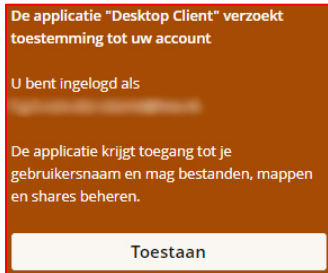 De applicatie "Desktop Client" verzoekt
toestemming tot uw account
U bent ingelogd als
De applicatie krijgt toegang tot je
gebruikersnaam en mag bestanden, mappen
en shares beheren.
Toestaan